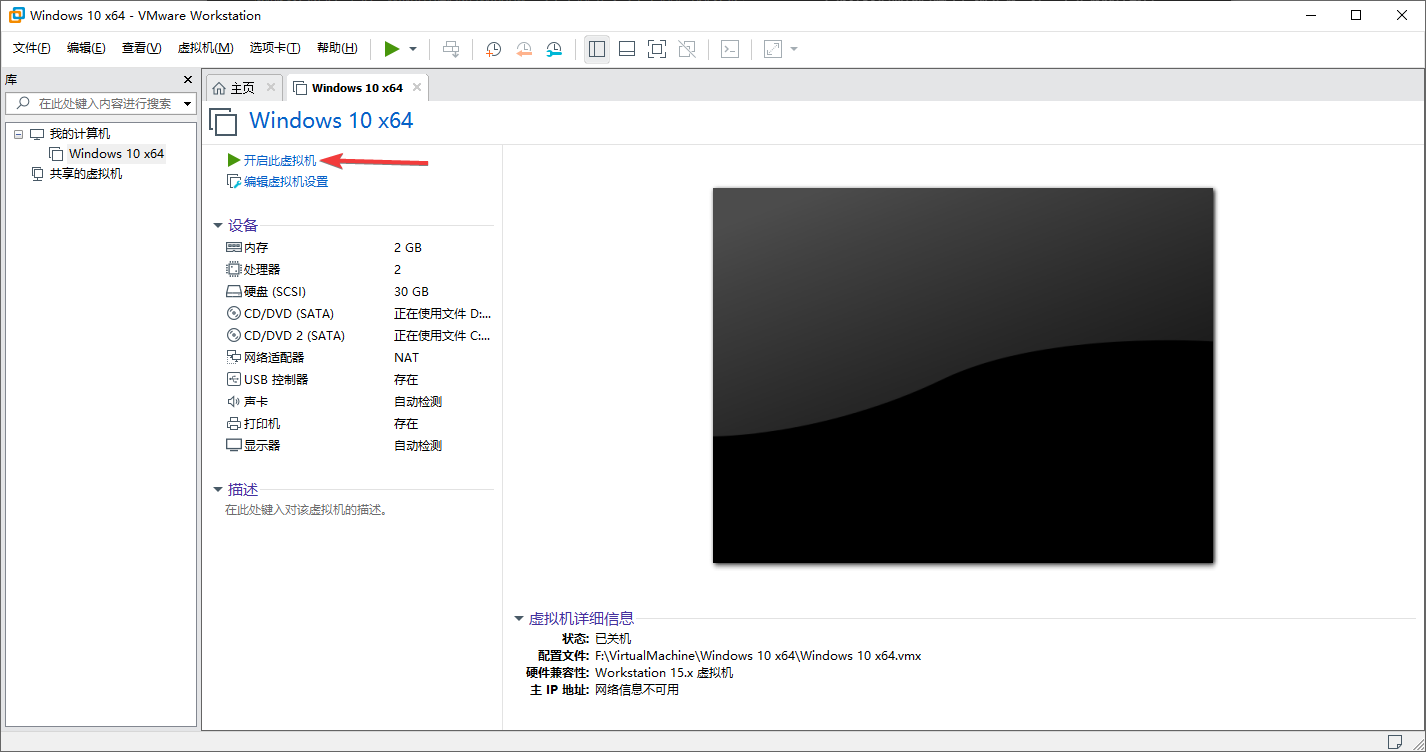 Windows 10 x64 - VMware Workstation
文件(F) 编辑(E) 查看(V) 虚拟机(M) 选项卡(T) 帮助(H)
库
在此处键入内容进行搜索
我的计算机
Windows 10 x64
共享的虚拟机
主页
Windows 10 x64
Windows 10 x64
开启此虚拟机
编辑虚拟机设置
设备
内存 2 GB
处理器 2
硬盘 (SCSI) 30 GB
CD/DVD (SATA) 正在使用文件 D:...
CD/DVD 2 (SATA) 正在使用文件 C:...
网络适配器 NAT
USB 控制器 存在
声卡 自动检测
打印机 存在
显示器 自动检测
描述
在此处键入对该虚拟机的描述。
虚拟机详细信息
状态: 已关机
配置文件: F:\VirtualMachine\Windows 10 x64\Windows 10 x64.vmx
硬件兼容性: Workstation 15.x 虚拟机
主 IP 地址: 网络信息不可用